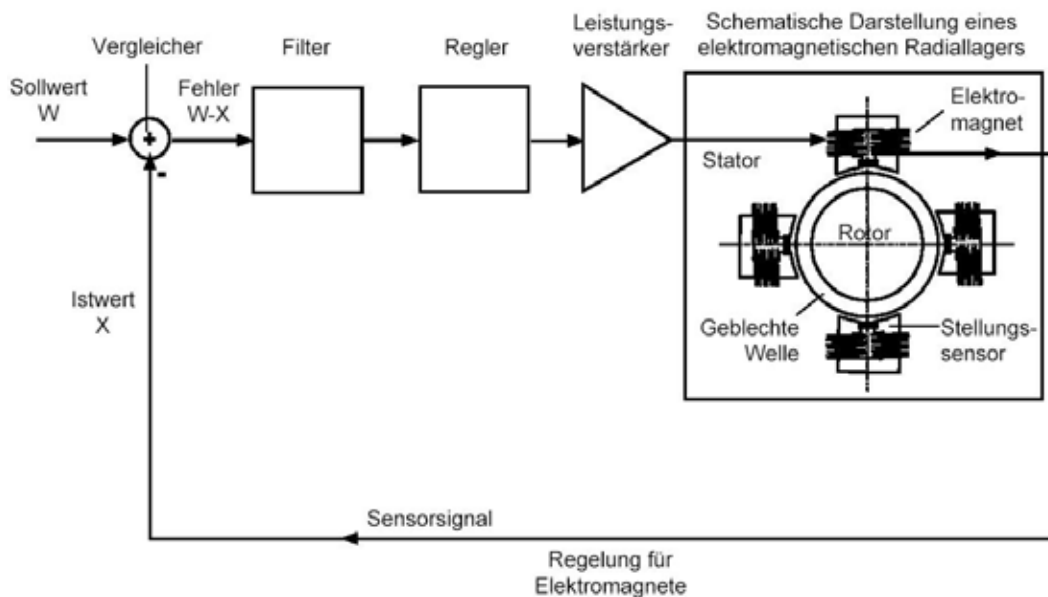 Vergleicher
Filter
Regler
Leistungs-
verstärker
Schematische Darstellung eines
elektromagnetischen Radiallagers
Sollwert
W
+
-
Fehler
W-X
Elektro-
magnet
Stator
Rotor
Istwert
X
Geblechte
Welle
Stellungs-
sensor
Sensorsignal
Regelung für
Elektromagnete